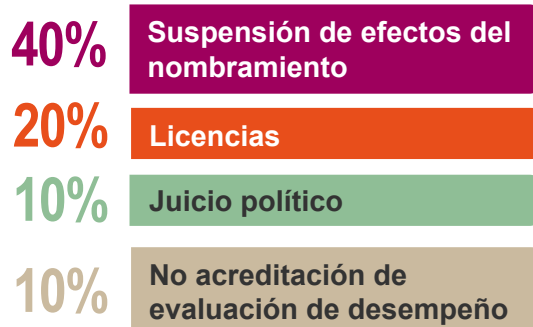 40% Suspensión de efectos del
nombramiento
20% Licencias
10% Juicio político
10% No acreditación de
evaluación de desempeño